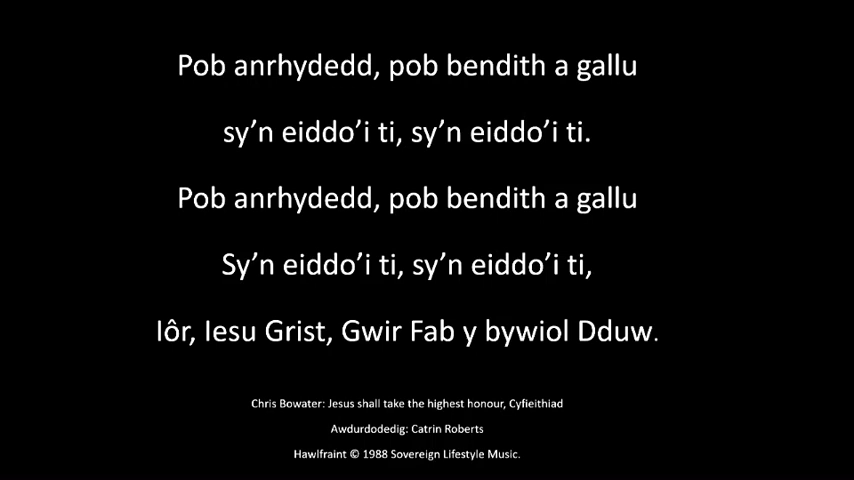 Pob anrhydedd, pob bendith a gallu
sy’n eiddo’i ti, sy’n eiddo’i ti.
Pob anrhydedd, pob bendith a gallu
Sy’n eiddo’i ti, sy’n eiddo’i ti,
Iôr, Iesu Grist, Gwir Fab y bywiol Dduw.
Chris Bowater: Jesus shall take the highest honour, Cyfieithiad
Awdurdodedig: Catrin Roberts
Hawlfraint © 1988 Sovereign Lifestyle Music.